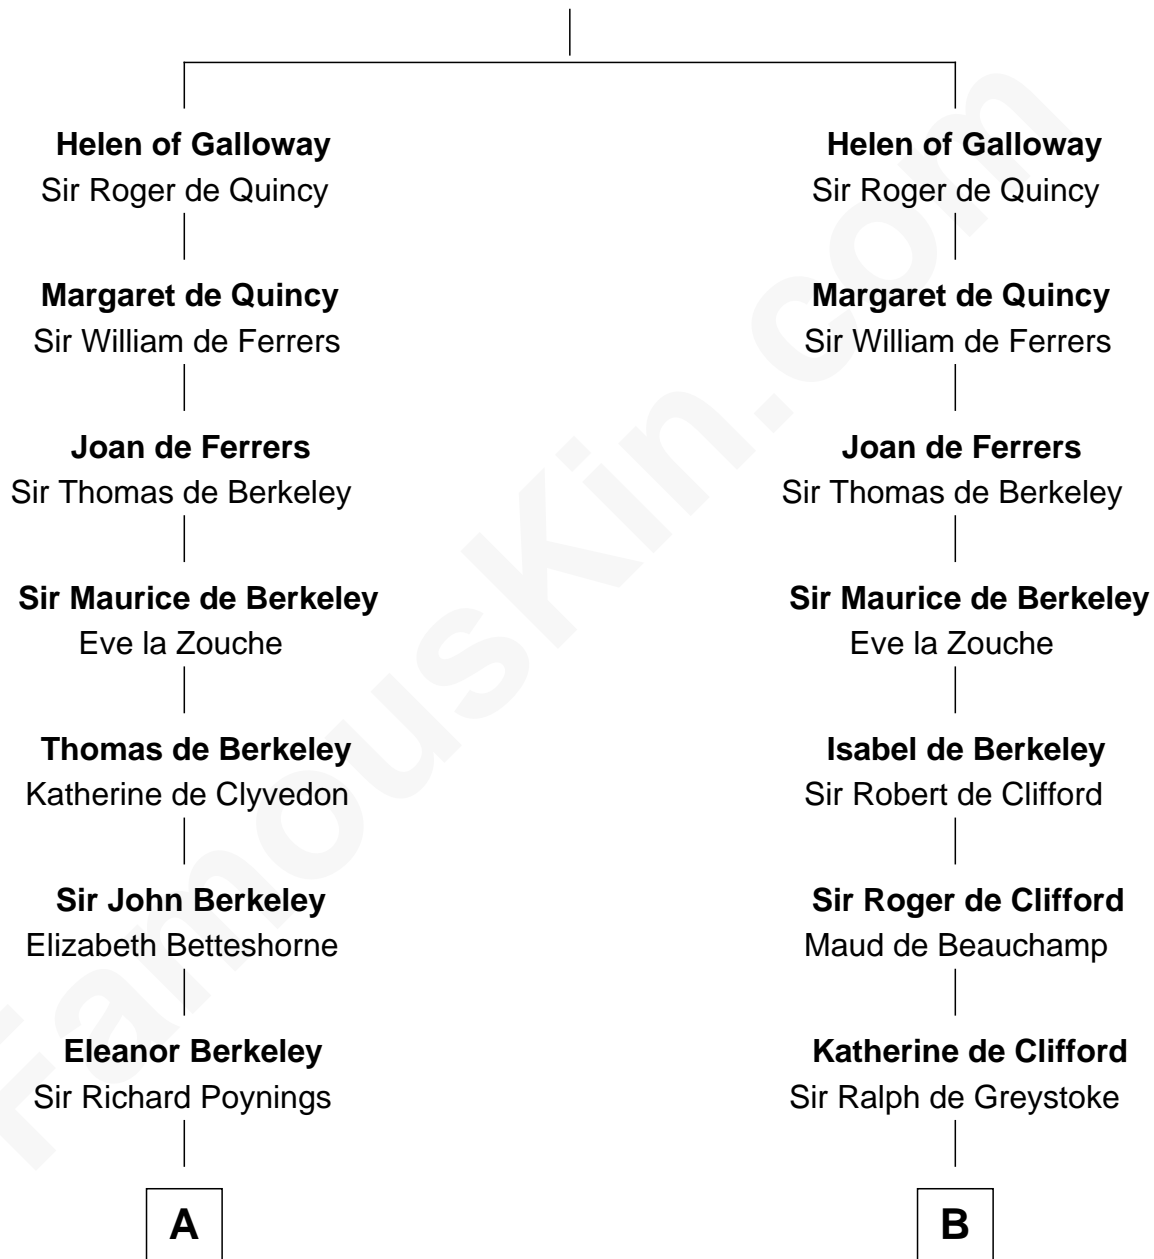 Helen of Galloway
Sir Roger de Quincy
Margaret de Quincy
Sir William de Ferrers
Joan de Ferrers
Sir Thomas de Berkeley
Sir Maurice de Berkeley
Eve la Zouche
Thomas de Berkeley
Katherine de Clyvedon
Sir John Berkeley
Elizabeth Betteshorne
Eleanor Berkeley
Sir Richard Poynings
A
Helen of Galloway
Sir Roger de Quincy
Margaret de Quincy
Sir William de Ferrers
Joan de Ferrers
Sir Thomas de Berkeley
Sir Maurice de Berkeley
Eve la Zouche
Isabel de Berkeley
Sir Robert de Clifford
Sir Roger de Clifford
Maud de Beauchamp
Katherine de Clifford
Sir Ralph de Greystoke
B
FamousKin.com